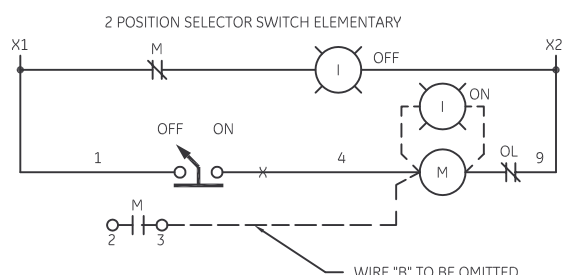 2 POSITION SELECTOR SWITCH ELEMENTARY
X1
X2
M
I
OFF
I
ON
OFF
ON
1
X
4
M
OL
9
M
2
3
WIRE "B" TO BE OMITTED